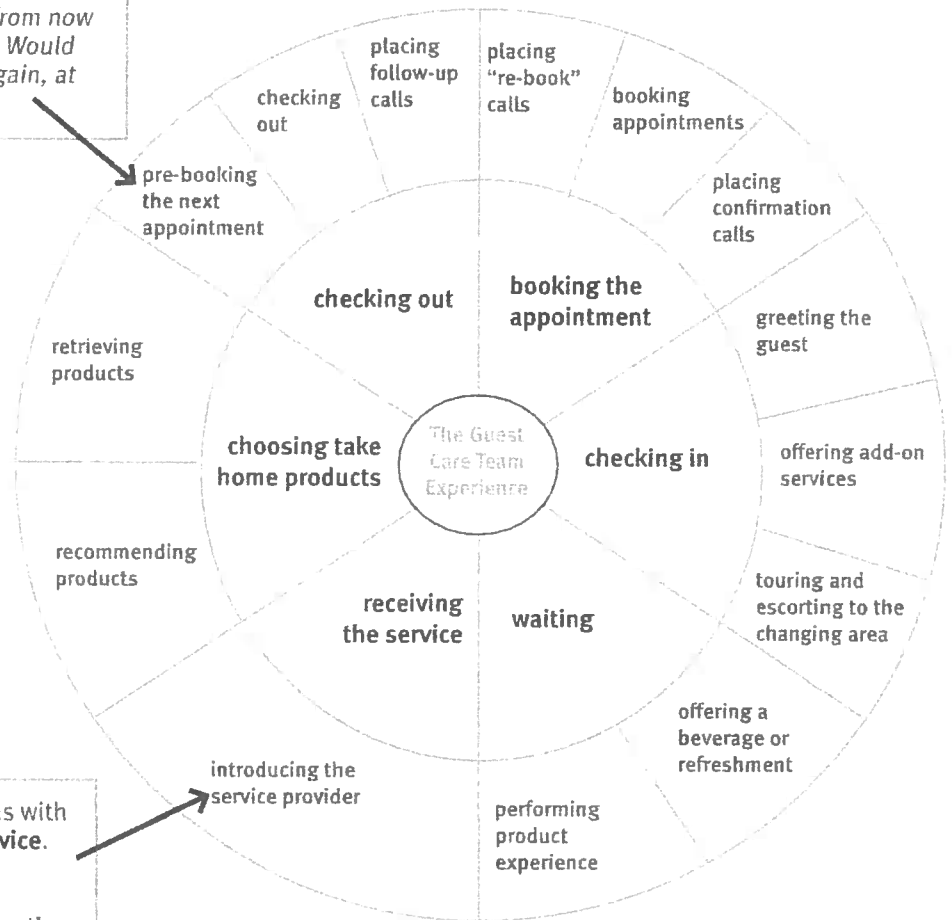 rom now
Would
gain, at
placing
follow-up
calls
placing
“re-book”
calls
checking
out
booking
appointments
pre-booking
the next
appointment
placing
confirmation
calls
checking out
booking the
appointment
greeting the
guest
retrieving
products
choosing take
home products
The Guest
Care Team
Experience
checking in
offering add-on
services
recommending
products
receiving
the service
waiting
touring and
escorting to the
changing area
offering a
beverage or
refreshment
introducing the
service provider
performing
product
experience
s with
vice.